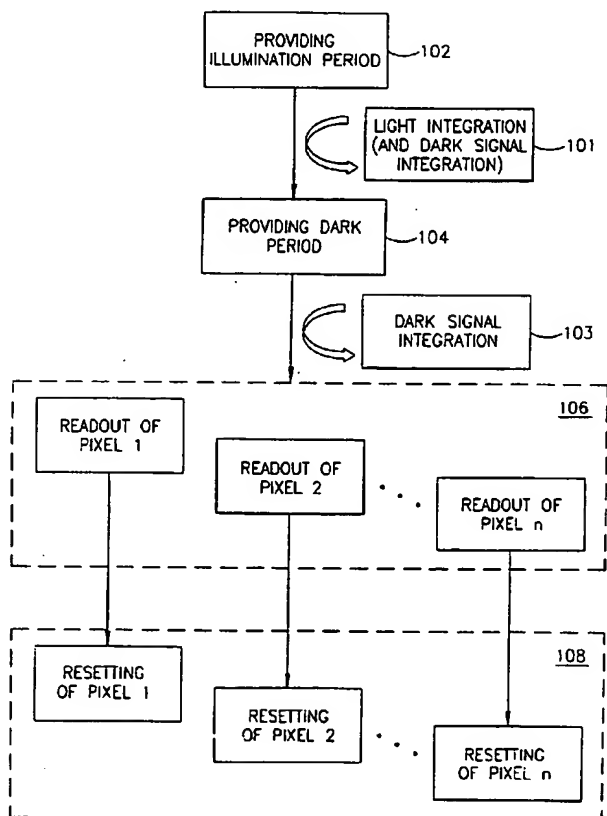 PROVIDING
ILLUMINATION PERIOD
102
LIGHT INTEGRATION
(AND DARK SIGNAL
INTEGRATION)
101
PROVIDING DARK
PERIOD
104
DARK SIGNAL
INTEGRATION
103
106
READOUT OF
PIXEL 1
READOUT OF
PIXEL 2
READOUT OF
PIXEL n
108
RESETTING
OF PIXEL 1
RESETTING
OF PIXEL 2
RESETTING
OF PIXEL n